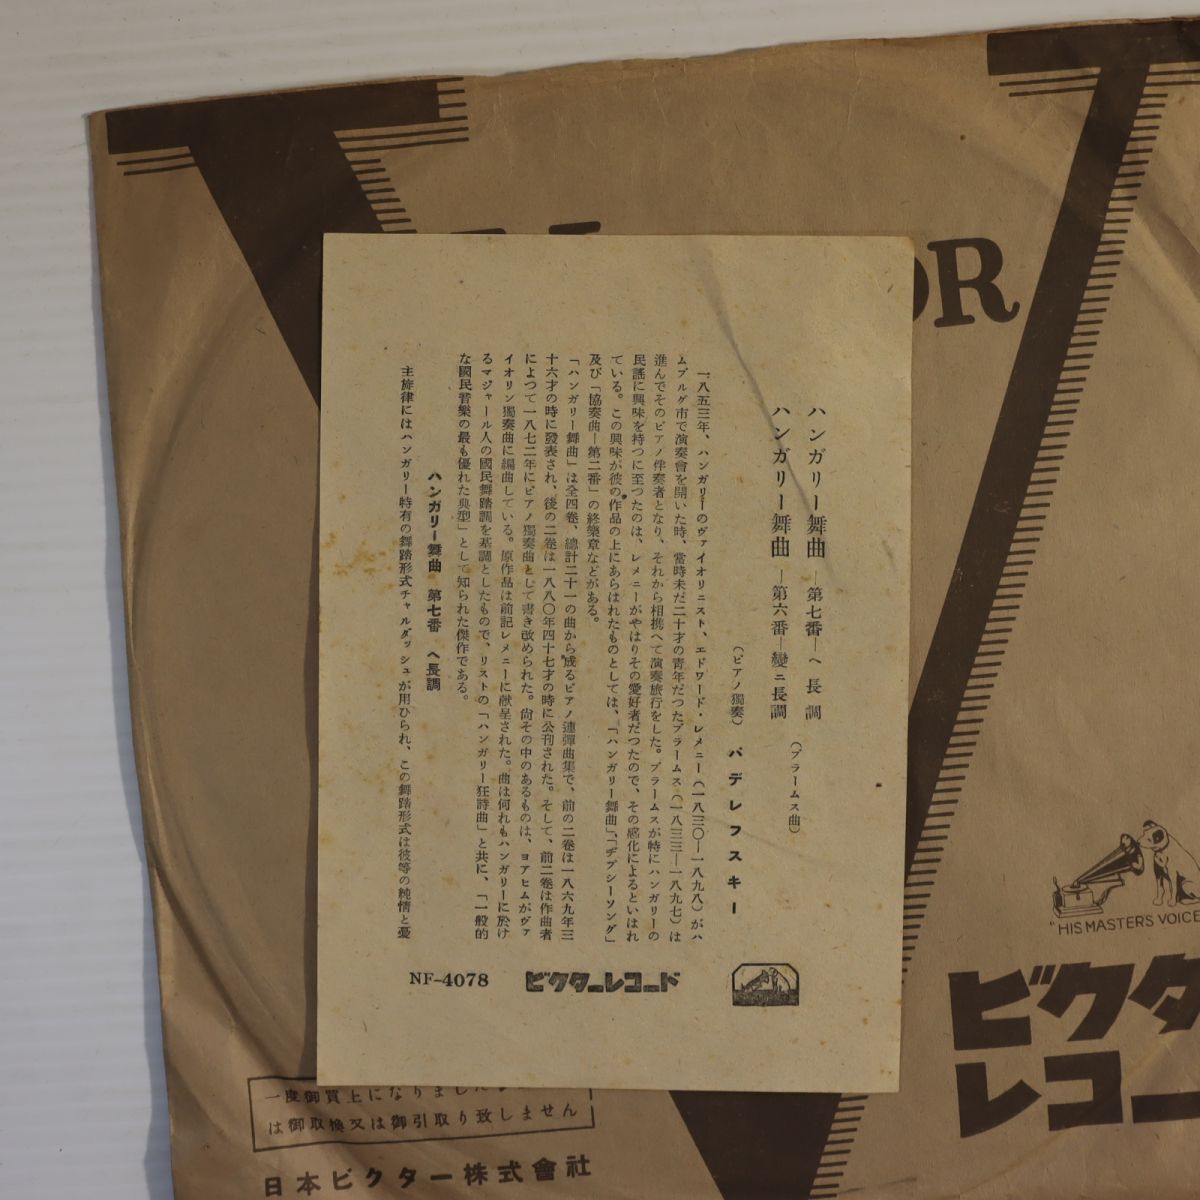 ハンガリー舞曲 ―第七番―ヘ長調
ハンガリー舞曲 ―第六番―變ニ長調
(ブラームス曲)
(ピアノ獨奏) パデレフスキー
一八五三年、ハンガリーのヴァイオリニスト、エドワード・レメニー(一八三〇―一八九八)がハ
ムブルグ市で演奏會を開いた時、當時未だ二十才の青年だつたブラームス(一八三三―一八九七)は
進んでそのピアノ伴奏者となり、それから相携へて演奏旅行をした。ブラームスが特にハンガリーの
民謠に興味を持つに至つたのは、レメニーがやはりその愛好者だつたので、その感化によるといはれ
ている。この興味が彼の作品の上にあらはれたものとしては、「ハンガリー舞曲」、「ヂプシーソング」
及び「協奏曲―第二番」の終樂章などがある。
「ハンガリー舞曲」は全四卷、總計二十一の曲から成るピアノ連彈曲集で、前の二卷は一八六九年三
十六才の時に發表され、後の二卷は一八八〇年四十七才の時に公刊された。そして、前二卷は作曲者
によつて一八七二年にピアノ獨奏曲として書き改められた。尙その中のあるものは、ヨアヒムがヴァ
イオリン獨奏曲に編曲している。原作品は前記レメニーに献呈された。曲は何れもハンガリーに於け
るマジャール人の國民舞踏調を基調としたもので、リストの「ハンガリー狂詩曲」と共に、「一般的
な國民音樂の最も優れた典型」として知られた傑作である。
ハンガリー舞曲 第七番 ヘ長調
主旋律にはハンガリー特有の舞踏形式チャルダッシュが用ひられ、この舞踏形式は彼等の純情と憂
NF-4078 ビクターレコード
OR
"HIS MASTERS VOICE
ビクタ
レコー
一度御買上になりました
は御取換又は御引取り致しません
日本ビクター株式會社